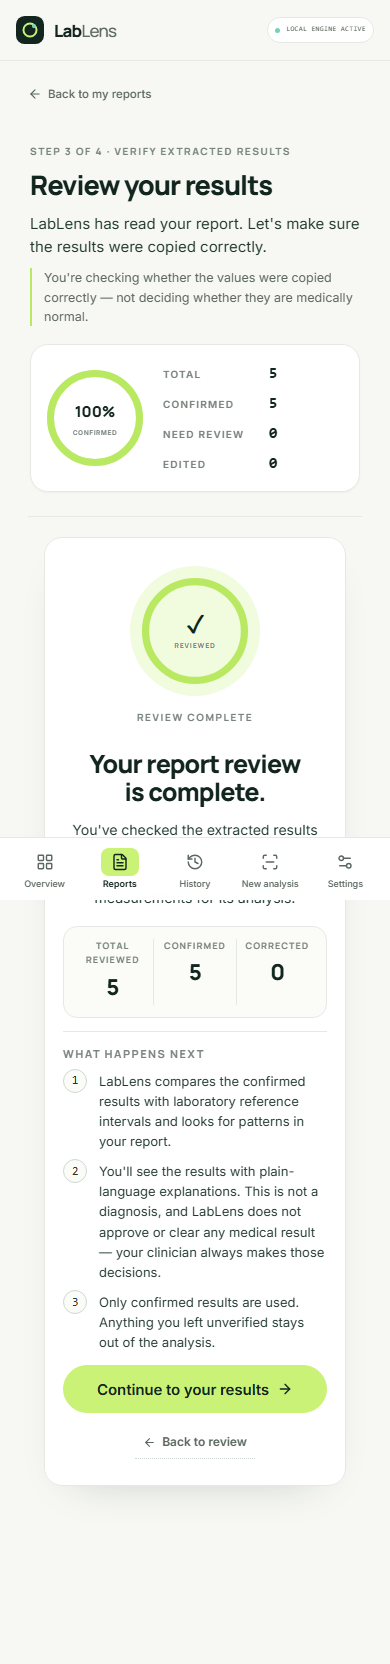 LabLens
LOCAL ENGINE ACTIVE
← Back to my reports
STEP 3 OF 4 · VERIFY EXTRACTED RESULTS
Review your results
LabLens has read your report. Let's make sure
the results were copied correctly.
You're checking whether the values were copied
correctly — not deciding whether they are medically
normal.
100%
CONFIRMED
TOTAL 5
CONFIRMED 5
NEED REVIEW 0
EDITED 0
✓
REVIEWED
REVIEW COMPLETE
Your report review
is complete.
You've checked the extracted results
Overview Reports History New analysis Settings
measurements for its analysis.
TOTAL
REVIEWED
5
CONFIRMED
5
CORRECTED
0
WHAT HAPPENS NEXT
1 LabLens compares the confirmed
results with laboratory reference
intervals and looks for patterns in
your report.
2 You'll see the results with plain-
language explanations. This is not a
diagnosis, and LabLens does not
approve or clear any medical result
— your clinician always makes those
decisions.
3 Only confirmed results are used.
Anything you left unverified stays
out of the analysis.
Continue to your results →
← Back to review